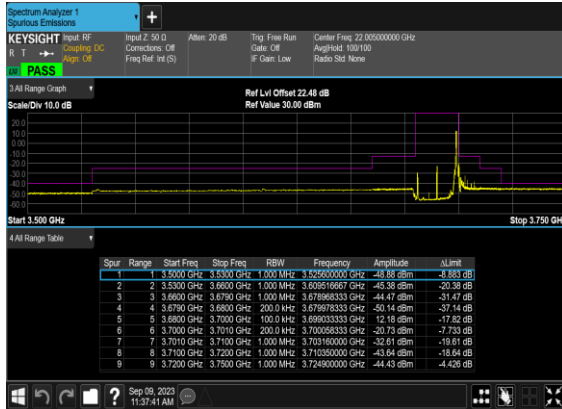 Spectrum Analyzer 1
Spurious Emissions
+
KEYSIGHT Input: RF
R T Coupling: DC
Align: Off
LU PASS
Input Z: 50 Ω
Corrections: Off
Freq Ref: Int (S)
Atten: 20 dB
Trig: Free Run
Gate: Off
IF Gain: Low
Center Freq: 22.005000000 GHz
Avg|Hold: 100/100
Radio Std: None
3 All Range Graph
Scale/Div 10.0 dB
Ref Lvl Offset 22.48 dB
Ref Value 30.00 dBm
20.0
10.0
0.00
-10.0
-20.0
-30.0
-40.0
-50.0
-60.0
Start 3.500 GHz
Stop 3.750 GH
4 All Range Table
Spur Range Start Freq Stop Freq RBW Frequency Amplitude ΔLimit
1 1 3.5000 GHz 3.5300 GHz 1.000 MHz 3.525600000 GHz -48.88 dBm -8.883 dB
2 2 3.5300 GHz 3.6600 GHz 1.000 MHz 3.609516667 GHz -45.38 dBm -20.38 dB
3 3 3.6600 GHz 3.6790 GHz 1.000 MHz 3.678968333 GHz -44.47 dBm -31.47 dB
4 4 3.6790 GHz 3.6800 GHz 200.0 kHz 3.679978333 GHz -50.14 dBm -37.14 dB
5 5 3.6800 GHz 3.7000 GHz 100.0 kHz 3.699033333 GHz 12.18 dBm -17.82 dB
6 6 3.7000 GHz 3.7010 GHz 200.0 kHz 3.700058333 GHz -20.73 dBm -7.733 dB
7 7 3.7010 GHz 3.7100 GHz 1.000 MHz 3.703160000 GHz -32.61 dBm -19.61 dB
8 8 3.7100 GHz 3.7200 GHz 1.000 MHz 3.710350000 GHz -43.64 dBm -18.64 dB
9 9 3.7200 GHz 3.7500 GHz 1.000 MHz 3.724900000 GHz -44.43 dBm -4.426 dB
?
Sep 09, 2023
11:37:41 AM